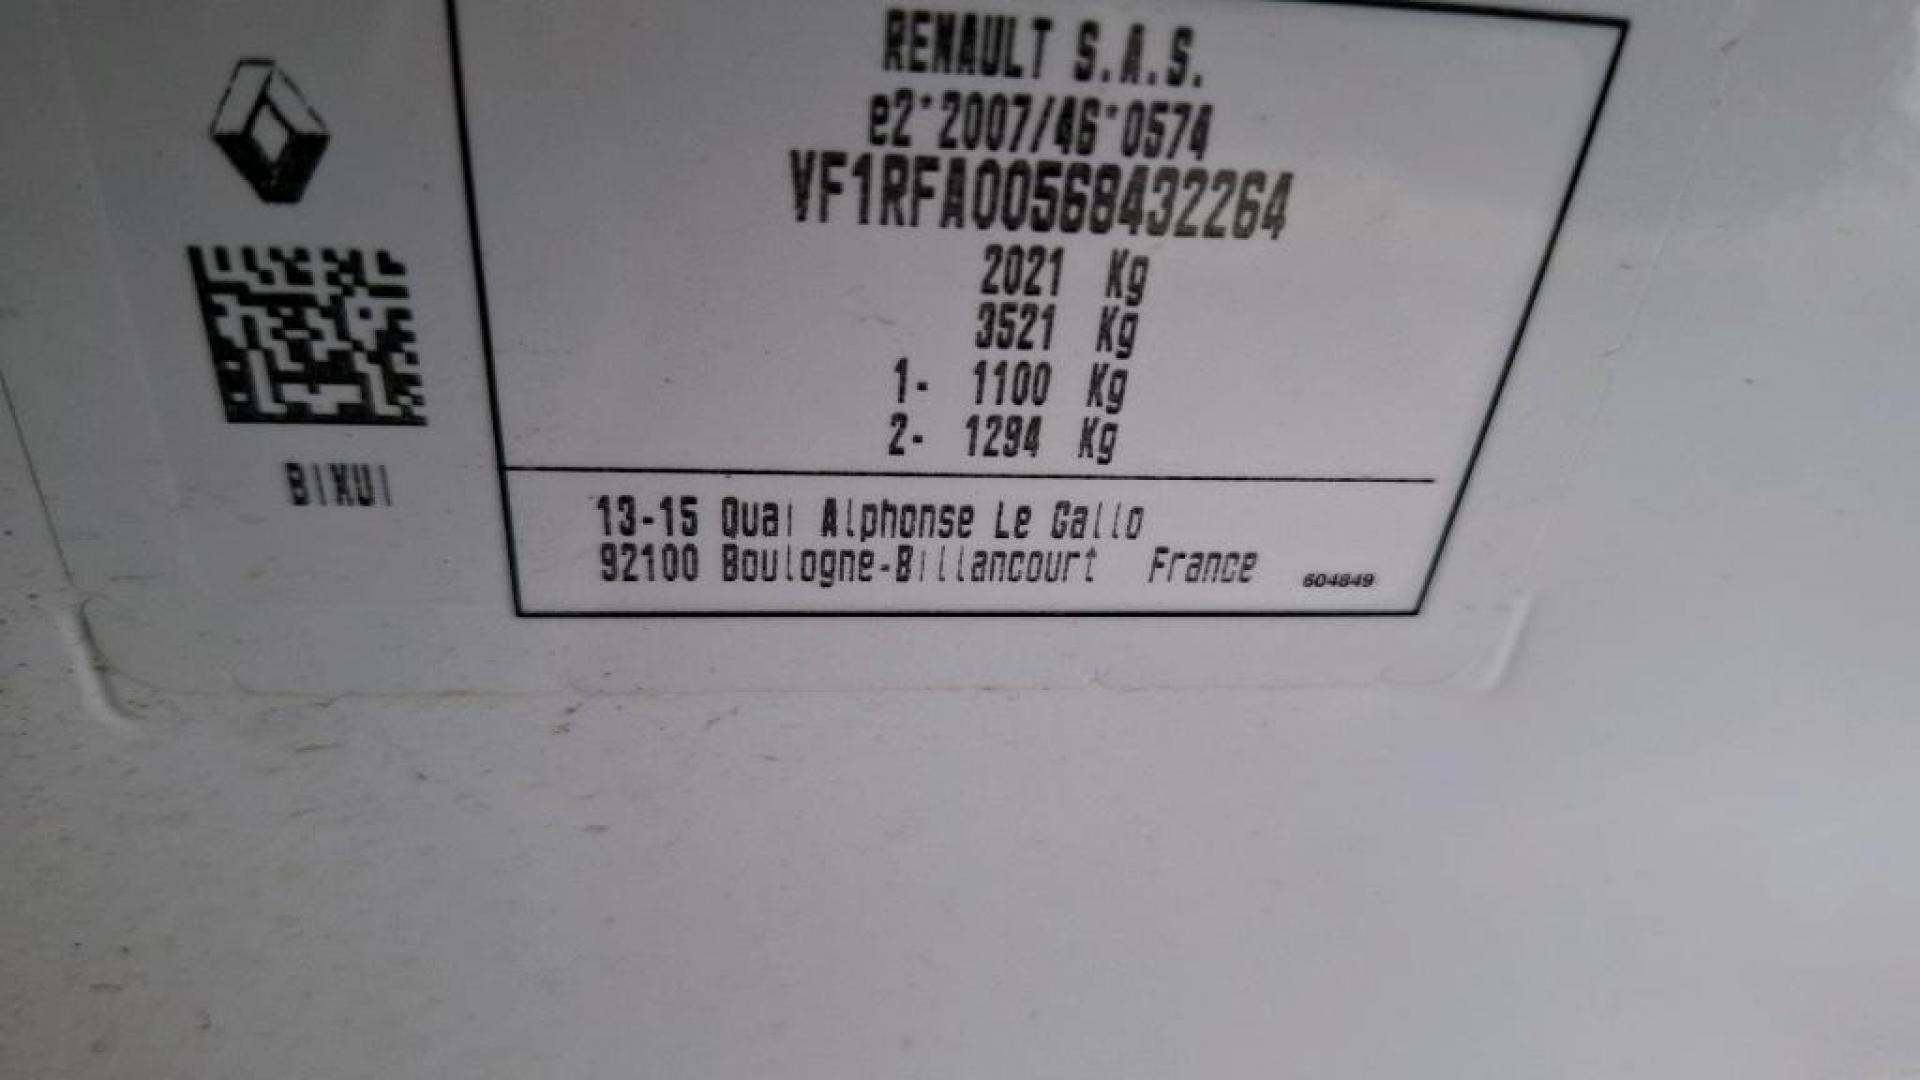 RENAULT S.A.S.
e2*2007/46*0574
VF1RFA00568432264
2021 Kg
3521 Kg
1- 1100 Kg
2- 1294 Kg
BIXUI
13-15 Quai Alphonse Le Gallo
92100 Boulogne-Billancourt France
604849